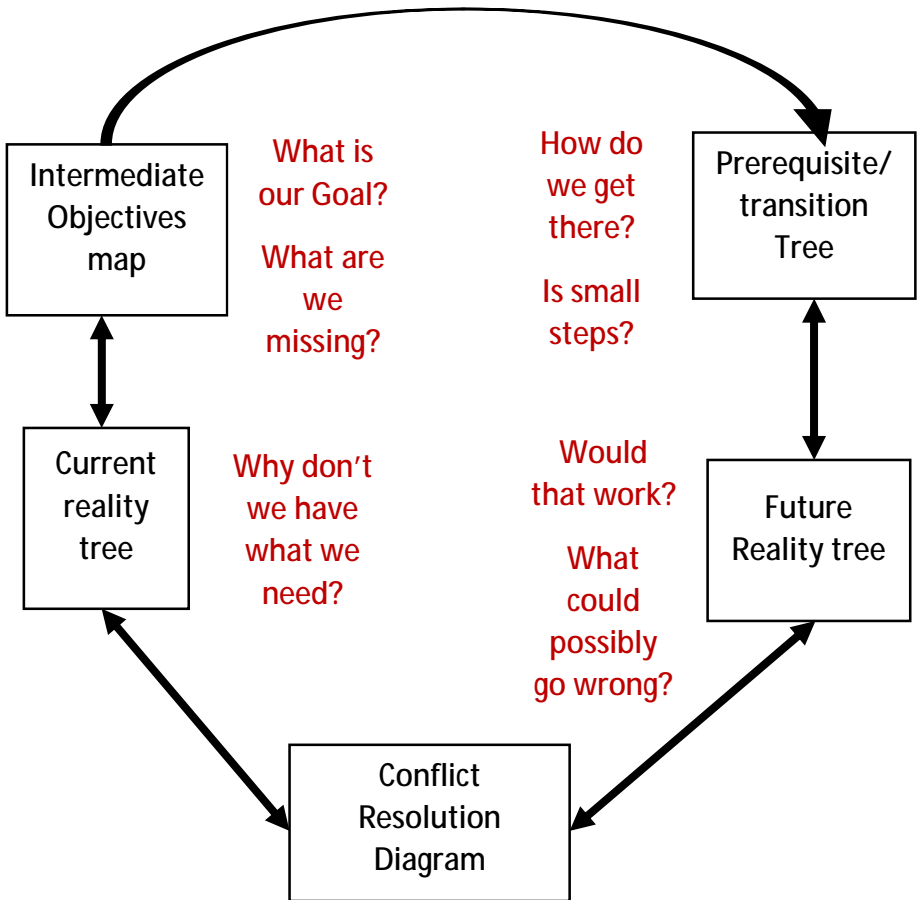 Intermediate
Objectives
map
What is
our Goal?
What are
we
missing?
How do
we get
there?
Is small
steps?
Prerequisite/
transition
Tree
Current
reality
tree
Why don't
we have
what we
need?
Would
that work?
What
could
possibly
go wrong?
Future
Reality tree
Conflict
Resolution
Diagram